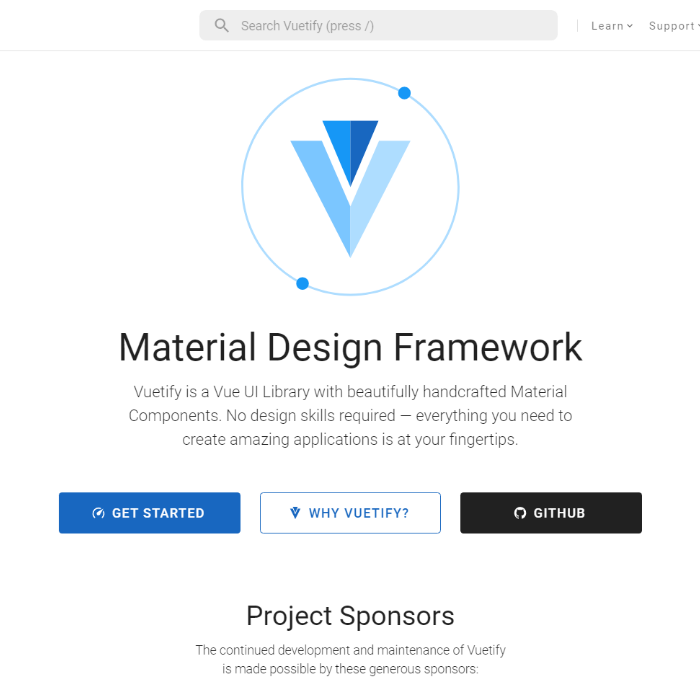 Search Vuetify (press /)
Learn
Support
Material Design Framework
Vuetify is a Vue UI Library with beautifully handcrafted Material
Components. No design skills required — everything you need to
create amazing applications is at your fingertips.
GET STARTED
WHY VUETIFY?
GITHUB
Project Sponsors
The continued development and maintenance of Vuetify
is made possible by these generous sponsors: